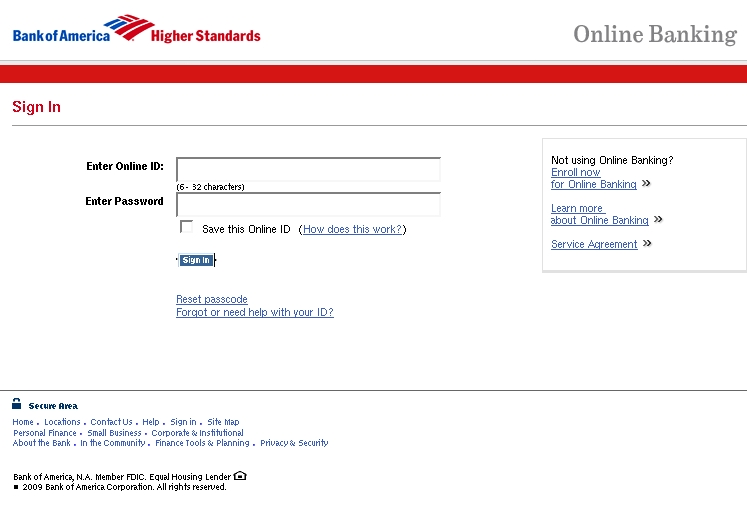 Bank of America Higher Standards
Online Banking
Sign In
Enter Online ID:
(6 - 32 characters)
Enter Password
Save this Online ID (How does this work?)
Sign In
Reset passcode
Forgot or need help with your ID?
Not using Online Banking?
Enroll now
for Online Banking »
Learn more
about Online Banking »
Service Agreement »
Secure Area
Home • Locations • Contact Us • Help • Sign in • Site Map
Personal Finance • Small Business • Corporate & Institutional
About the Bank • In the Community • Finance Tools & Planning • Privacy & Security
Bank of America, N.A. Member FDIC. Equal Housing Lender
2009 Bank of America Corporation. All rights reserved.